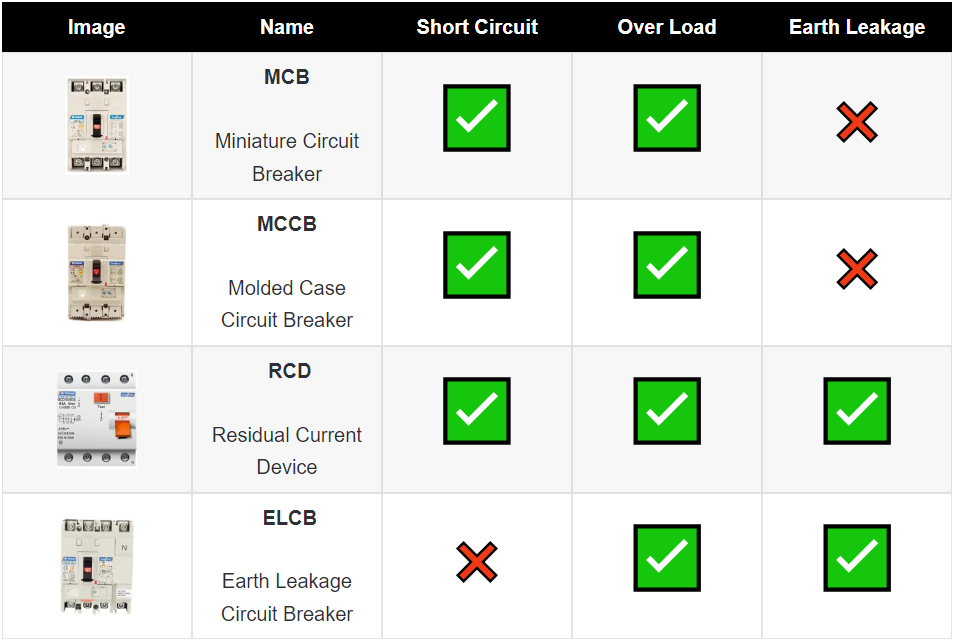 Image Name Short Circuit Over Load Earth Leakage
MCB
Miniature Circuit
Breaker
MCCB
Molded Case
Circuit Breaker
RCD
Residual Current
Device
Test
ELCB
N
Earth Leakage
Circuit Breaker